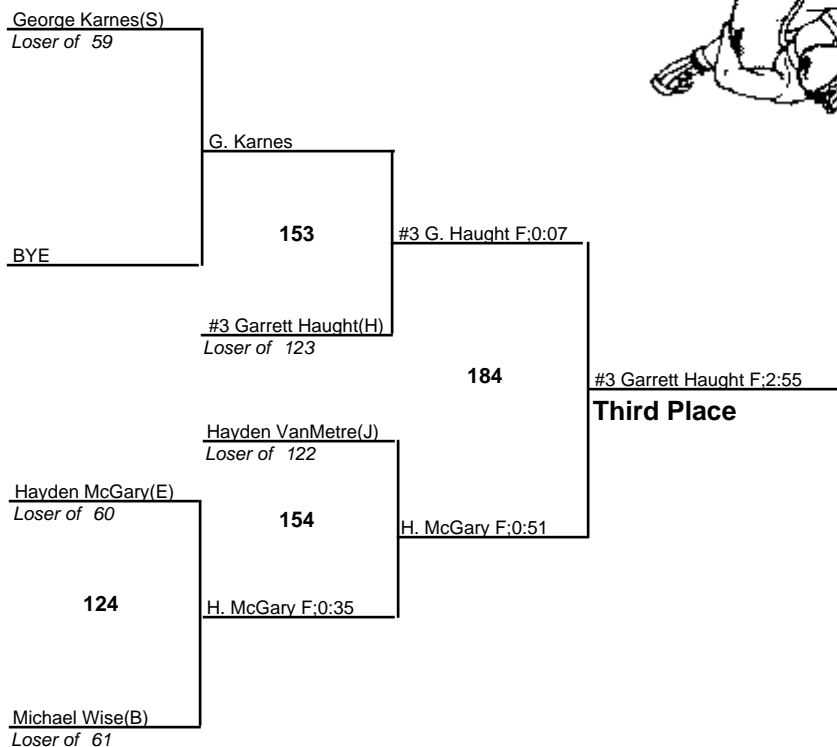 George Karnes(S)
Loser of 59
G. Karnes
153
#3 G. Haught F;0:07
BYE
#3 Garrett Haught(H)
Loser of 123
184
#3 Garrett Haught F;2:55
Third Place
Hayden VanMetre(J)
Loser of 122
Hayden McGary(E)
Loser of 60
154
H. McGary F;0:51
124
H. McGary F;0:35
Michael Wise(B)
Loser of 61